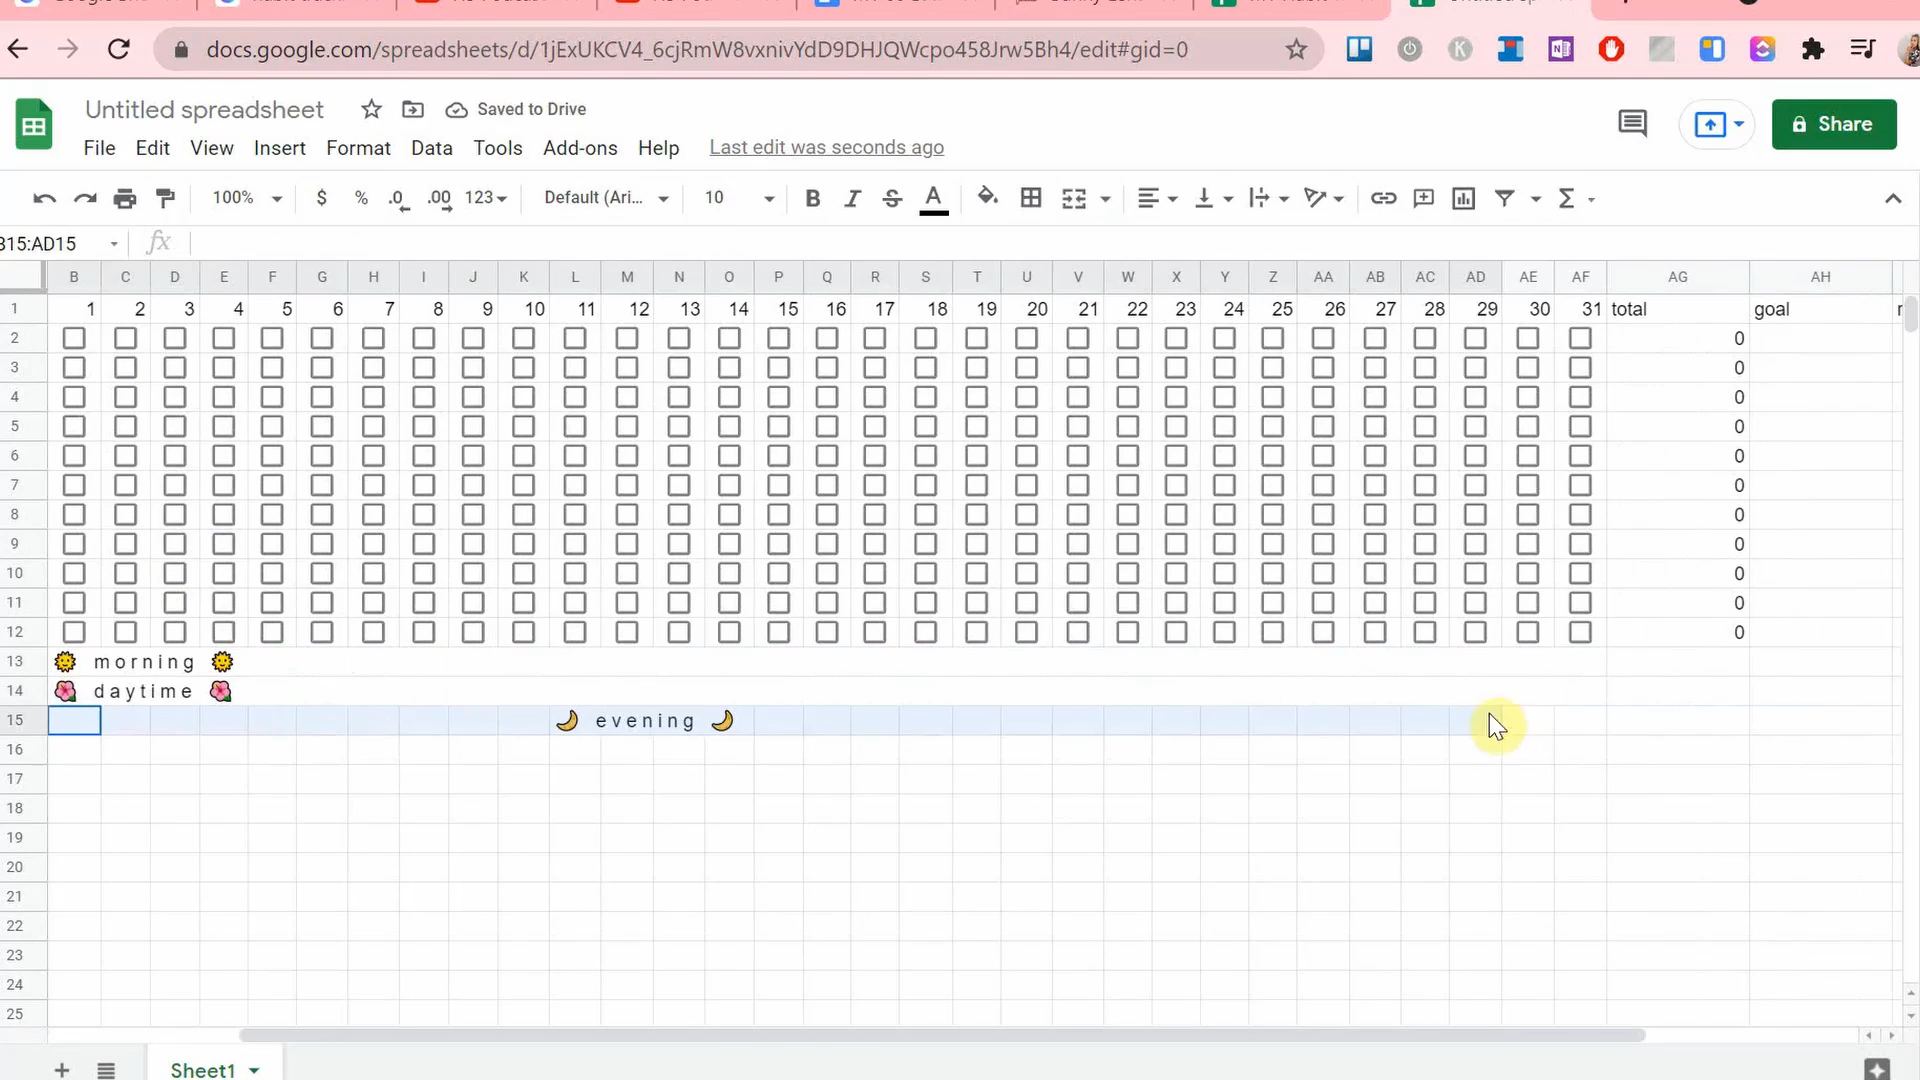 docs.google.com/spreadsheets/d/1jExUKCV4_6cjRmW8vxnivYdD9DHJQWcpo458Jrw5Bh4/edit#gid=0
Untitled spreadsheet Saved to Drive
Share
File Edit View Insert Format Data Tools Add-ons Help Last edit was seconds ago
100% $ % .0 .00 123 Default (Ari... 10 B I S A Σ
15:AD15 fx
B C D E F G H I J K L M N O P Q R S T U V W X Y Z AA AB AC AD AE AF AG AH
1 1 2 3 4 5 6 7 8 9 10 11 12 13 14 15 16 17 18 19 20 21 22 23 24 25 26 27 28 29 30 31 total goal
2 0
3 0
4 0
5 0
6 0
7 0
8 0
9 0
10 0
11 0
12 0
13 🌞 morning 🌞
14 🌺 daytime 🌺
15 🌙 evening 🌙
16
17
18
19
20
21
22
23
24
25
Sheet1